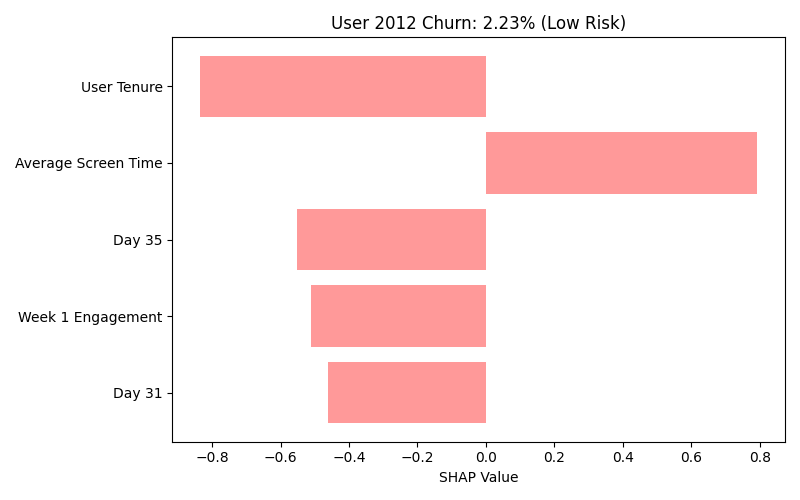 User 2012 Churn: 2.23% (Low Risk)
User Tenure
Average Screen Time
Day 35
Week 1 Engagement
Day 31
−0.8 −0.6 −0.4 −0.2 0.0 0.2 0.4 0.6 0.8
SHAP Value